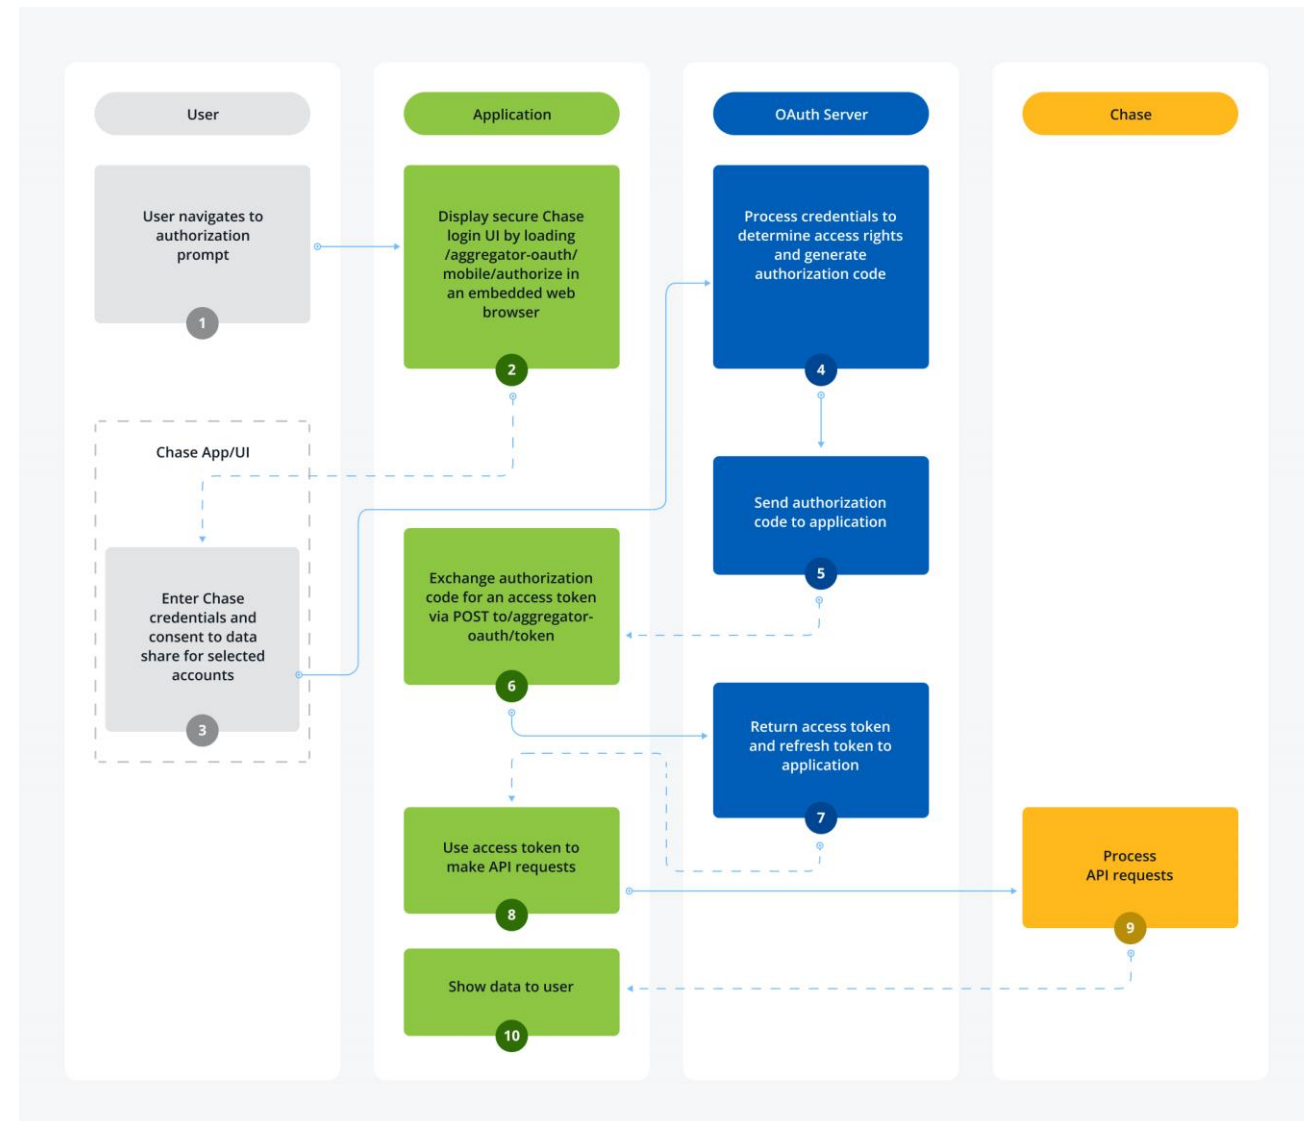 User
Application
OAuth Server
Chase
User navigates to
authorization
prompt
1
Display secure Chase
login UI by loading
/aggregator-oauth/
mobile/authorize in
an embedded web
browser
2
Chase App/UI
Enter Chase
credentials and
consent to data
share for selected
accounts
3
Process credentials to
determine access rights
and generate
authorization code
4
Send authorization
code to application
5
Exchange authorization
code for an access token
via POST to/aggregator-
oauth/token
6
Return access token
and refresh token to
application
7
Use access token to
make API requests
8
Process
API requests
9
Show data to user
10